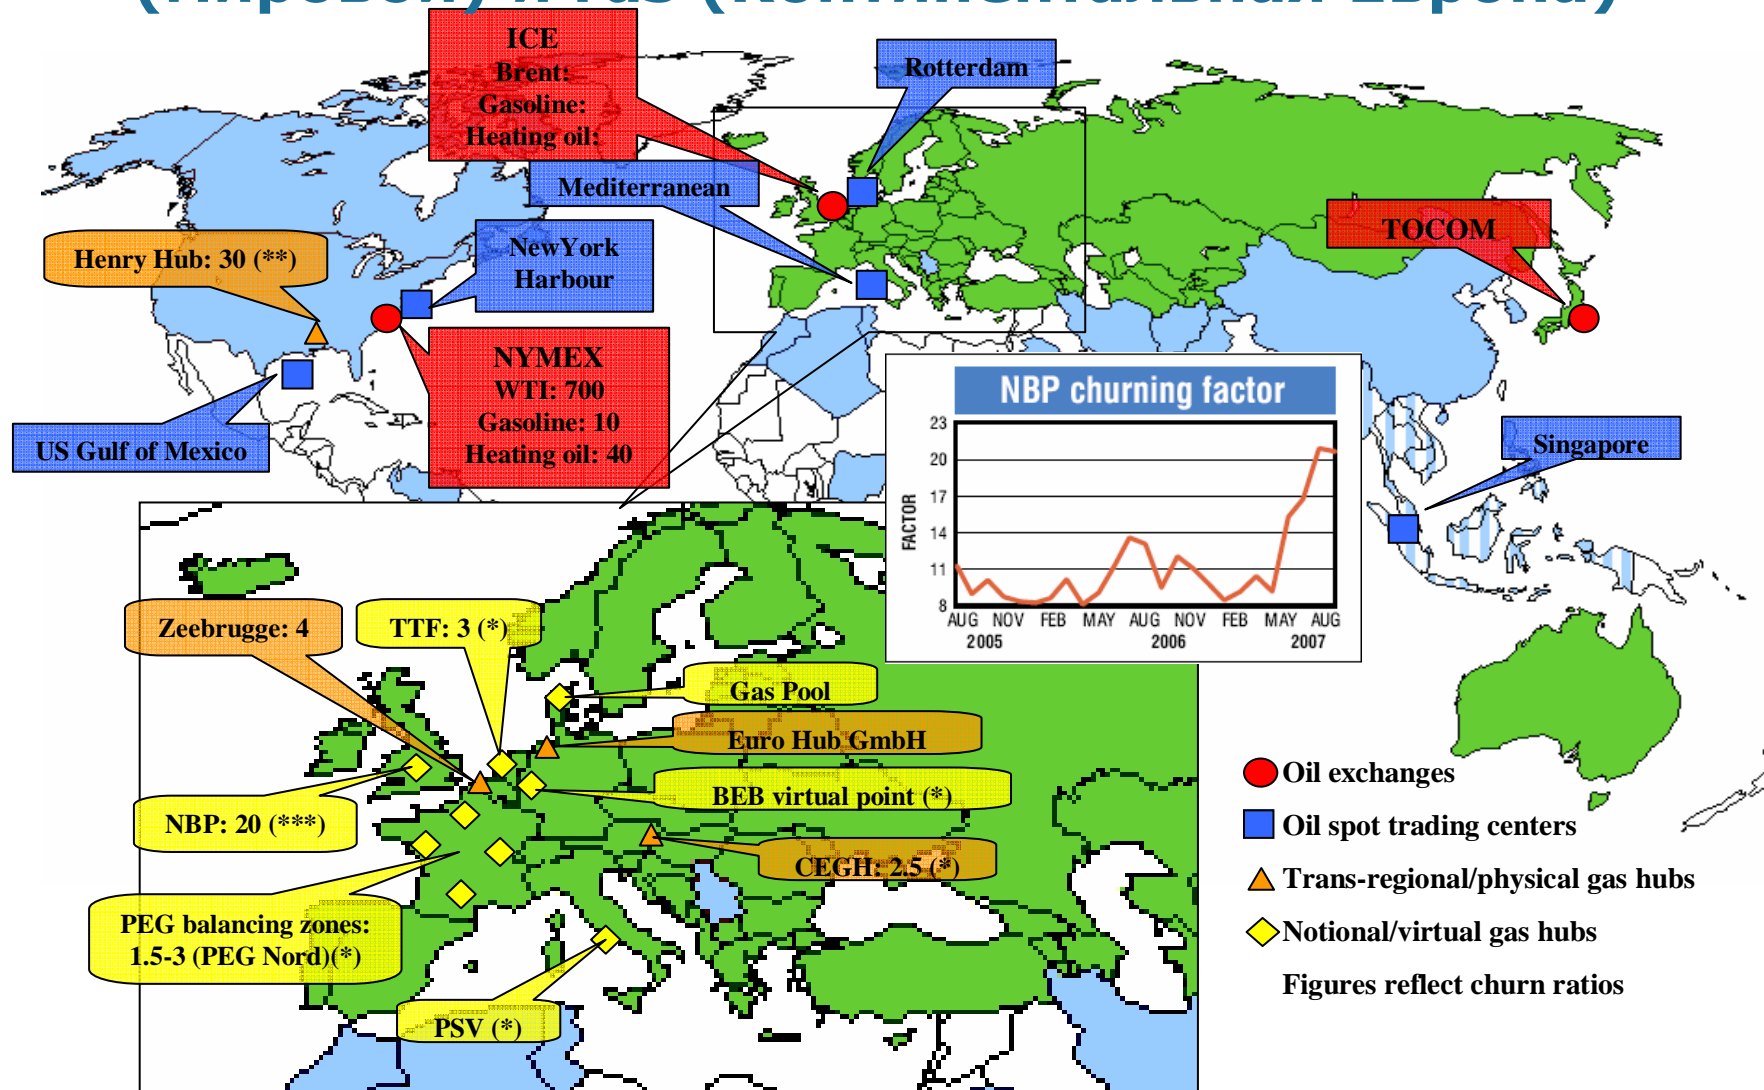 (Мировой) и газ (Континентальная Европа)
ICE
Brent:
Gasoline:
Heating oil:
Rotterdam
Mediterranean
NewYork
Harbour
Henry Hub: 30 (**)
TOCOM
NYMEX
WTI: 700
Gasoline: 10
Heating oil: 40
US Gulf of Mexico
Singapore
NBP churning factor
FACTOR
23
20
17
14
11
8
AUG NOV FEB MAY AUG NOV FEB MAY AUG
2005 2006 2007
Zeebrugge: 4
TTF: 3 (*)
Gas Pool
Euro Hub GmbH
BEB virtual point (*)
NBP: 20 (***)
CEGH: 2.5 (*)
PEG balancing zones:
1.5-3 (PEG Nord)(*)
PSV (*)
Oil exchanges
Oil spot trading centers
Trans-regional/physical gas hubs
Notional/virtual gas hubs
Figures reflect churn ratios